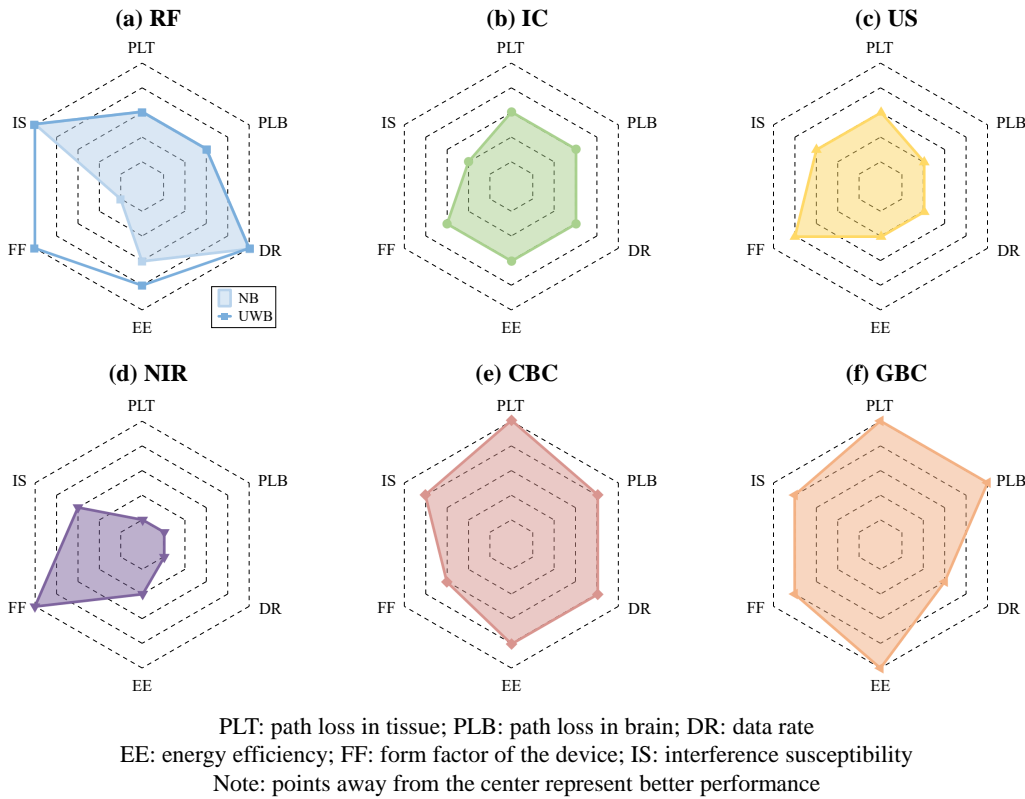 (a) RF
PLT
IS
PLB
FF
DR
EE
NB
UWB
(b) IC
PLT
IS
PLB
FF
DR
EE
(c) US
PLT
IS
PLB
FF
DR
EE
(d) NIR
PLT
IS
PLB
FF
DR
EE
(e) CBC
PLT
IS
PLB
FF
DR
EE
(f) GBC
PLT
IS
PLB
FF
DR
EE
PLT: path loss in tissue; PLB: path loss in brain; DR: data rate
EE: energy efficiency; FF: form factor of the device; IS: interference susceptibility
Note: points away from the center represent better performance